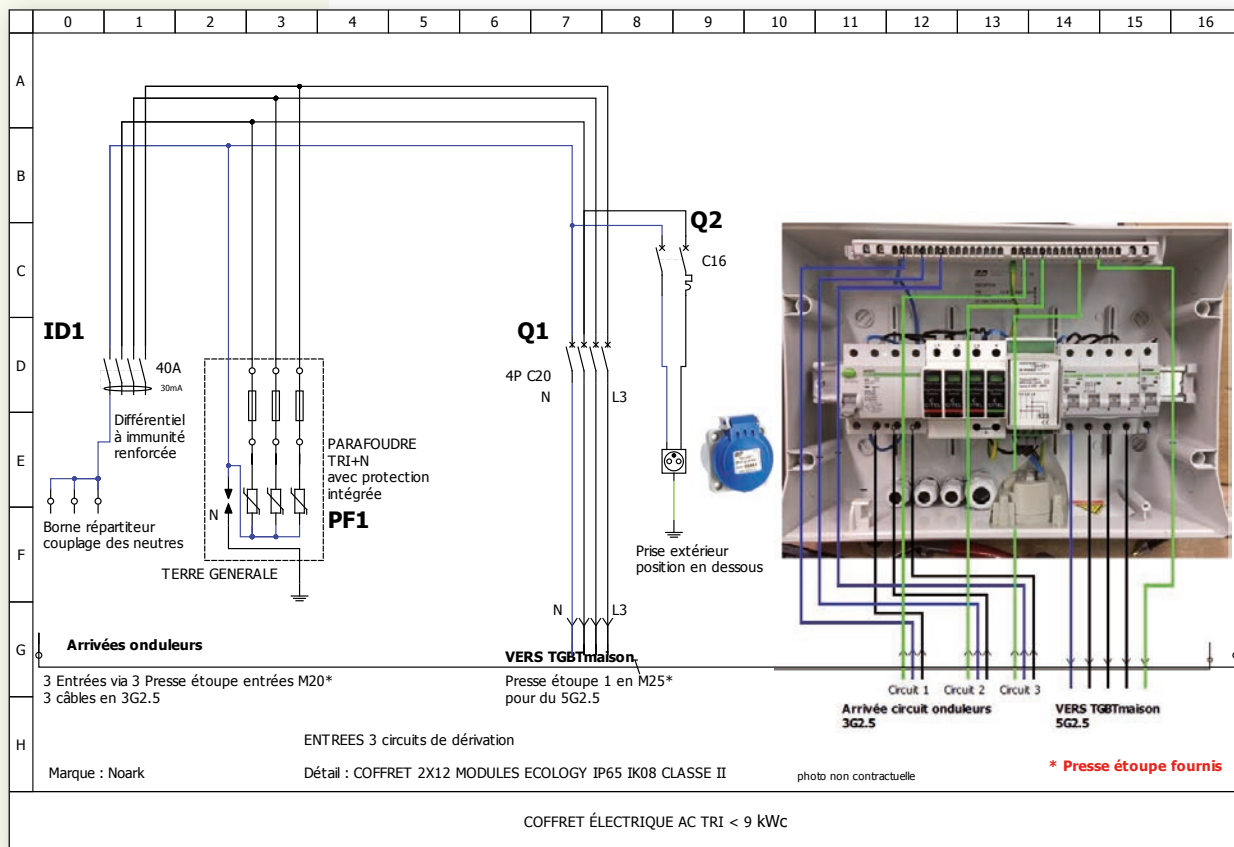 0 1 2 3 4 5 6 7 8 9 10 11 12 13 14 15 16
A
B
C
D
E
F
G
H
Q2
C16
ID1
40A
30mA
Différentiel
à immunité
renforcée
Q1
4P C20
N L3
PARAFOUDRE
TRI+N
avec protection
intégrée
PF1
N
Borne répartiteur
couplage des neutres
TERRE GENERALE
Prise extérieur
position en dessous
N L3
Arrivées onduleurs
3 Entrées via 3 Presse étoupe entrées M20*
3 câbles en 3G2.5
VERS TGBTmaison
Presse étoupe 1 en M25*
pour du 5G2.5
Circuit 1 Circuit 2 Circuit 3
Arrivée circuit onduleurs
3G2.5
VERS TGBTmaison
5G2.5
ENTREES 3 circuits de dérivation
Marque : Noark
Détail : COFFRET 2X12 MODULES ECOLOGY IP65 IK08 CLASSE II
photo non contractuelle
* Presse étoupe fournis
COFFRET ÉLECTRIQUE AC TRI < 9 kWc